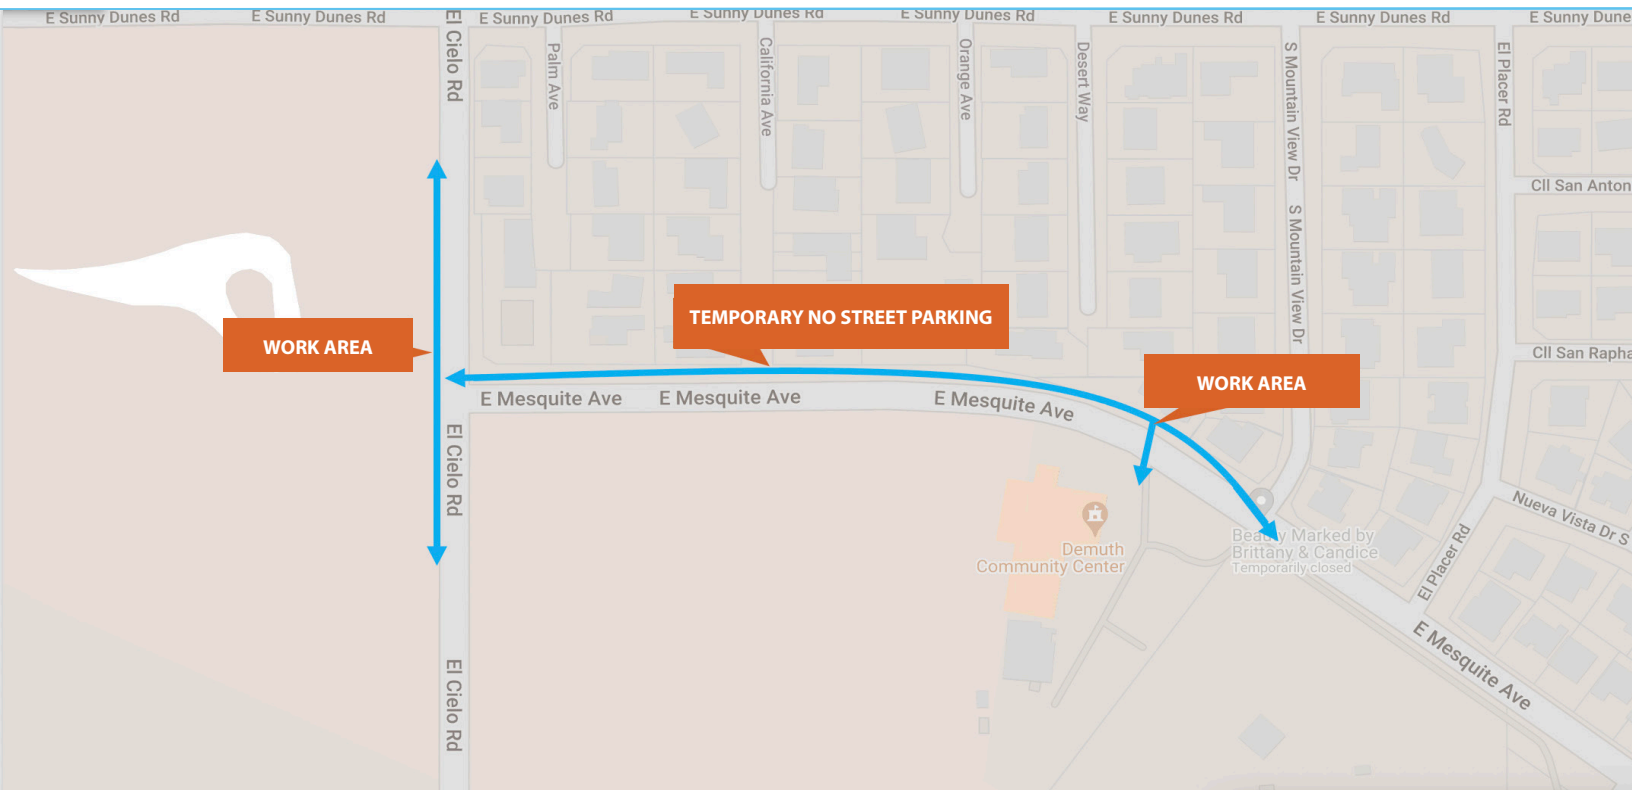 E Sunny Dunes Rd
E Sunny Dunes Rd
E Sunny Dunes Rd
E Sunny Dunes Rd
E Sunny Dunes Rd
E Sunny Dunes Rd
E Sunny Dunes Rd
E Sunny Dune
El Cielo Rd
Palm Ave
California Ave
Orange Ave
Desert Way
S Mountain View Dr
El Placer Rd
Cll San Anton
S Mountain View Dr
TEMPORARY NO STREET PARKING
WORK AREA
Cll San Rapha
WORK AREA
E Mesquite Ave
E Mesquite Ave
E Mesquite Ave
El Cielo Rd
Nueva Vista Dr S
Demuth
Community Center
Beauty Marked by
Brittany & Candice
Temporarily closed
El Placer Rd
E Mesquite Ave
El Cielo Rd